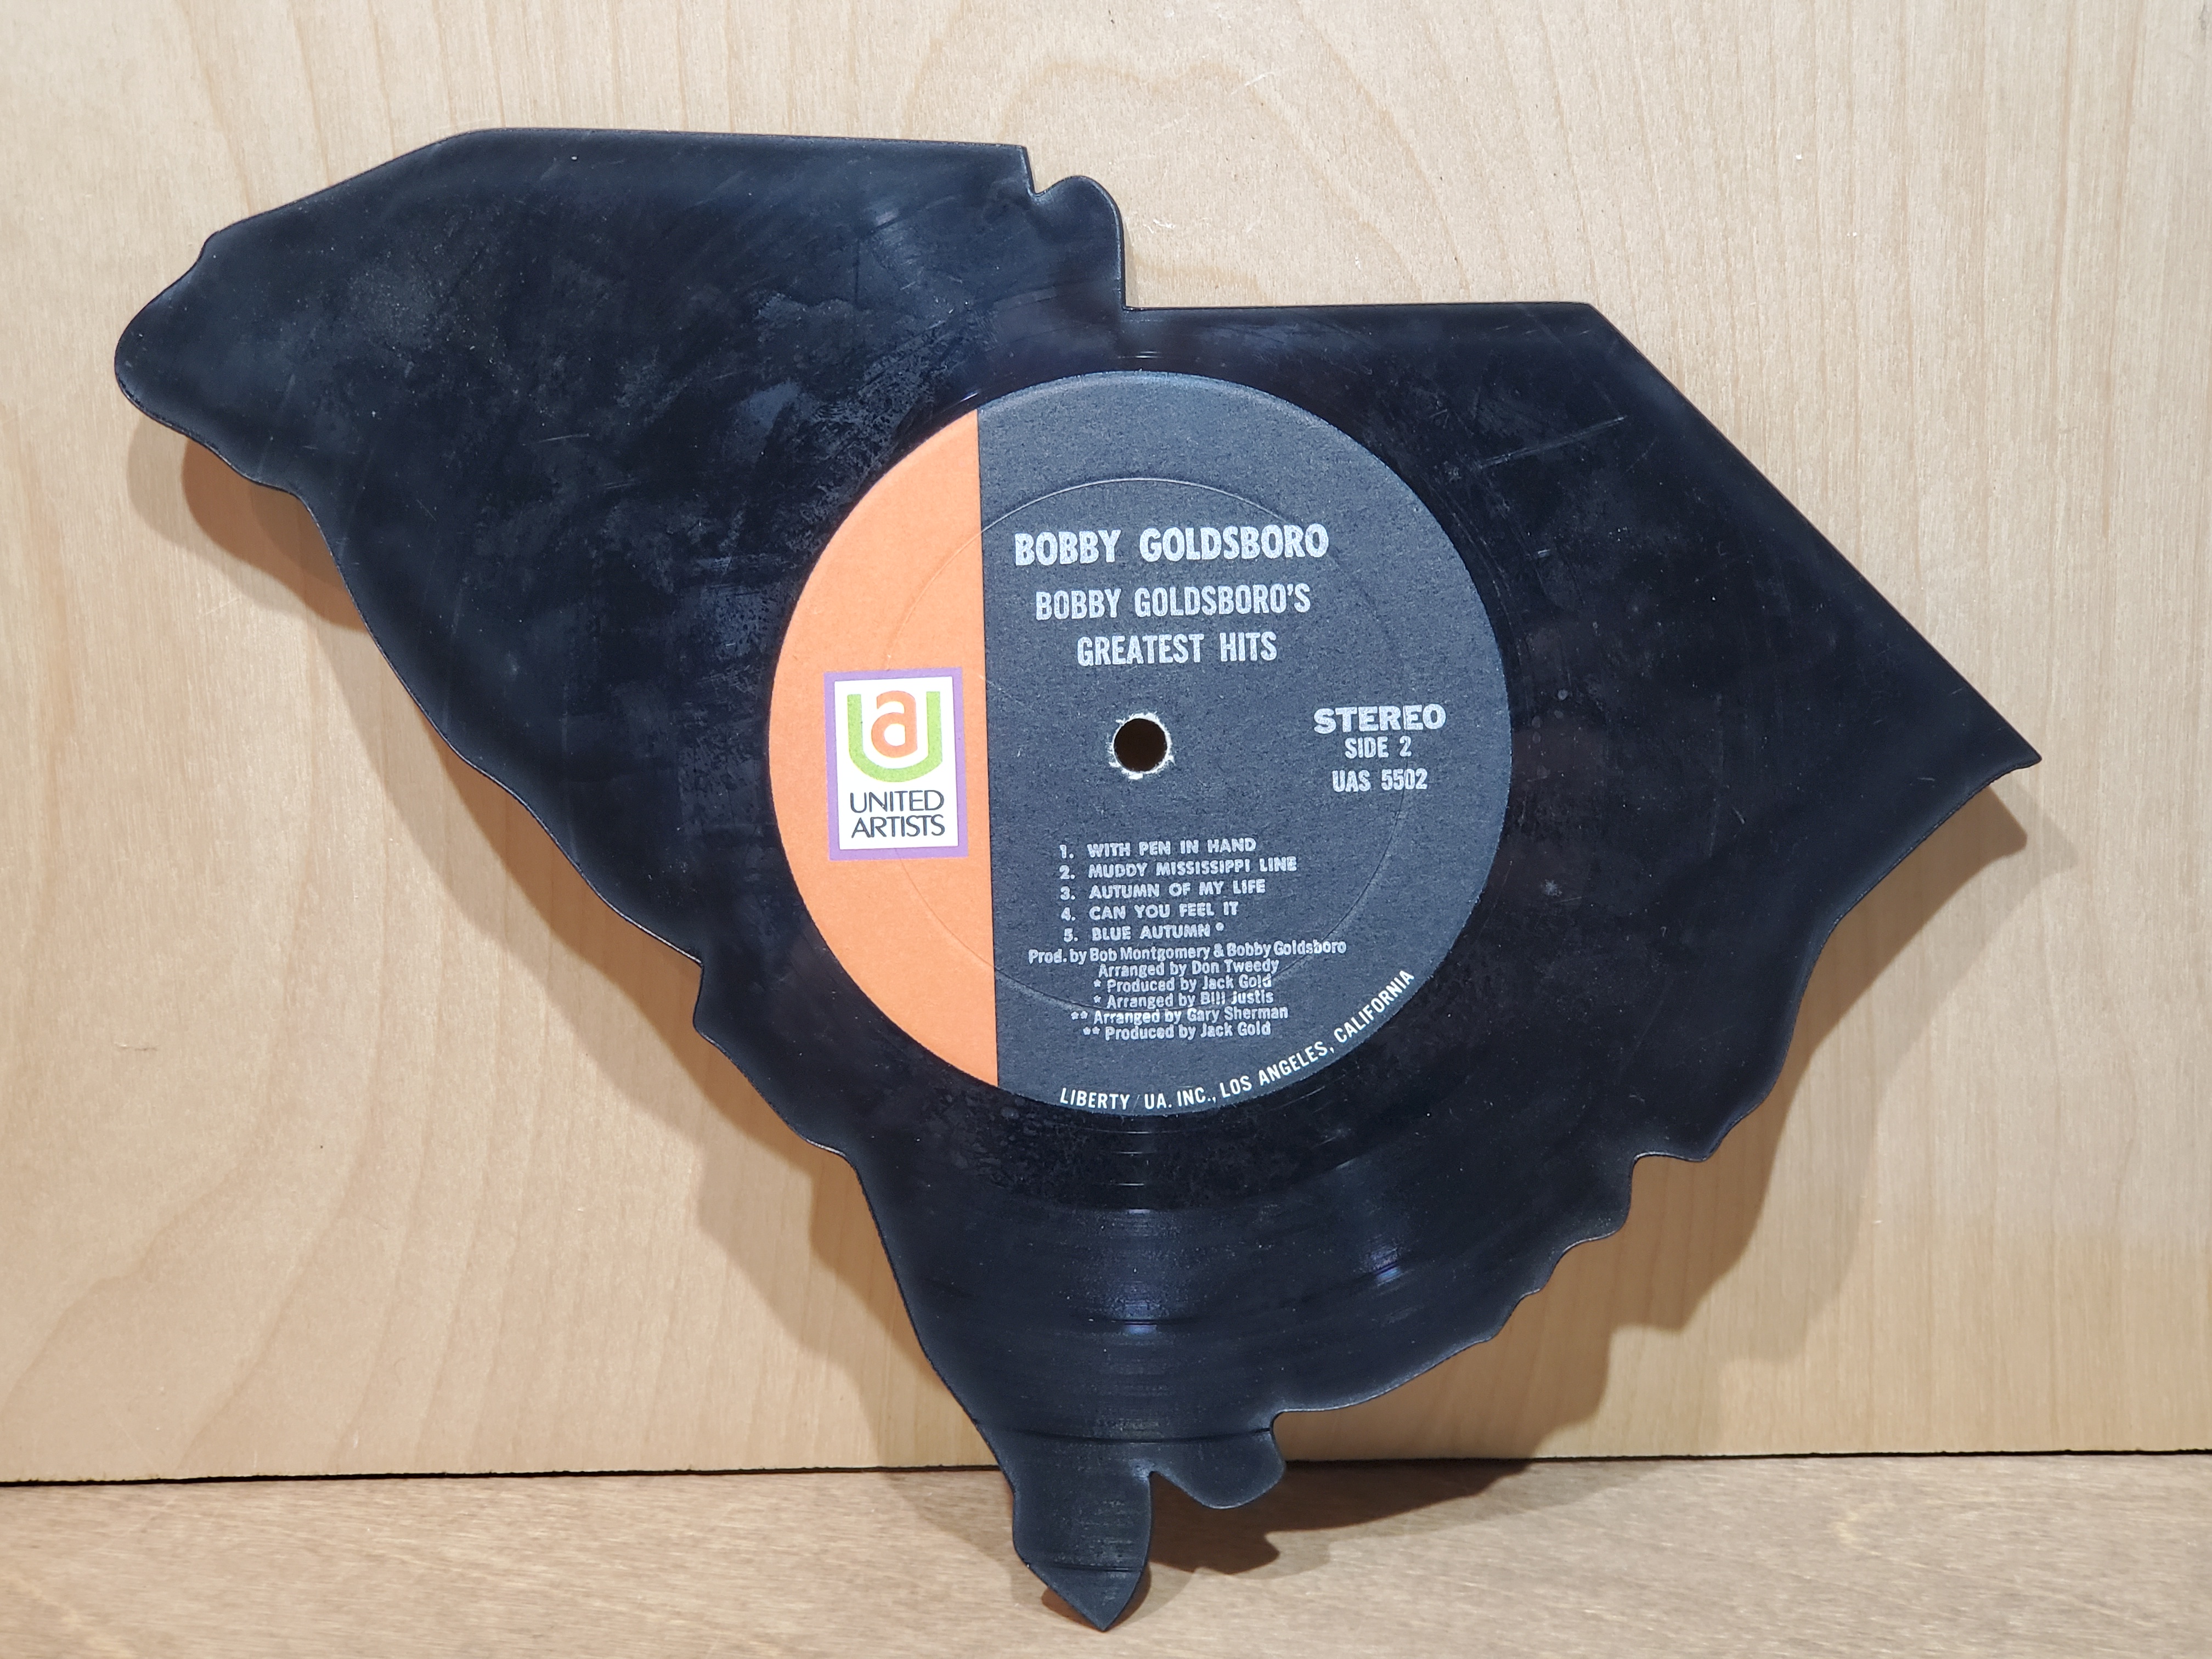 BOBBY GOLDSBORO
BOBBY GOLDSBORO'S
GREATEST HITS
ua
UNITED
ARTISTS
STEREO
SIDE 2
UAS 5502
1. WITH PEN IN HAND
2. MUDDY MISSISSIPPI LINE
3. AUTUMN OF MY LIFE
4. CAN YOU FEEL IT
5. BLUE AUTUMN *
Prod. by Bob Montgomery & Bobby Goldsboro
Arranged by Don Tweedy
* Produced by Jack Gold
* Arranged by Bill Justis
** Arranged by Gary Sherman
** Produced by Jack Gold
LIBERTY/UA. INC., LOS ANGELES, CALIFORNIA